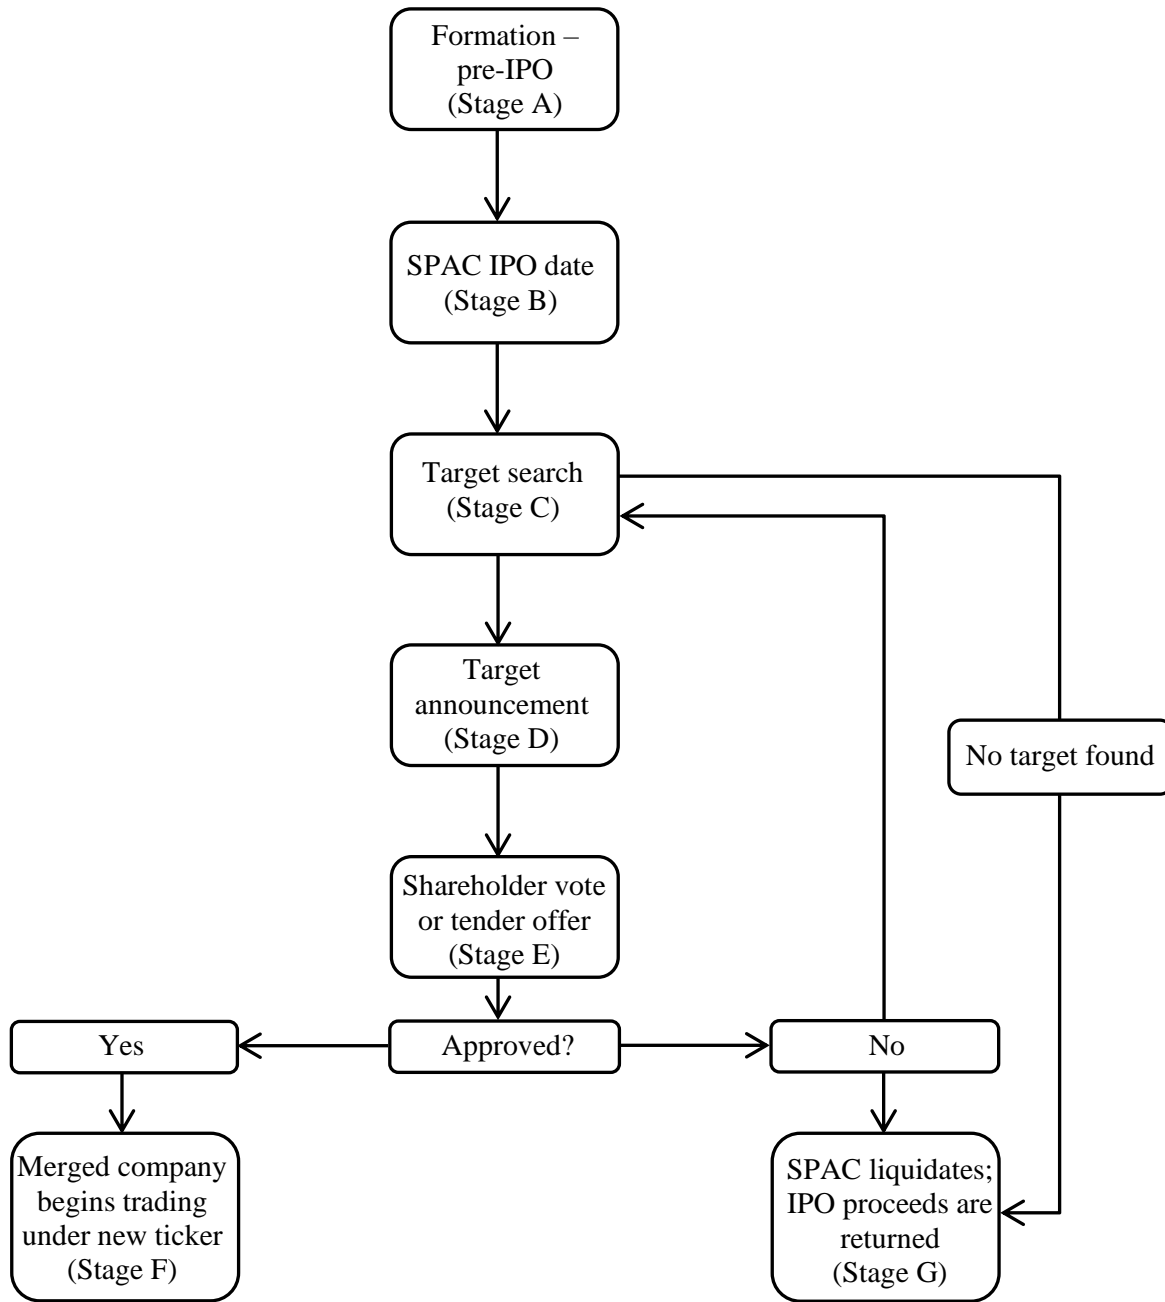 Formation –
pre-IPO
(Stage A)
SPAC IPO date
(Stage B)
Target search
(Stage C)
Target
announcement
(Stage D)
No target found
Shareholder vote
or tender offer
(Stage E)
Yes
Approved?
No
Merged company
begins trading
under new ticker
(Stage F)
SPAC liquidates;
IPO proceeds are
returned
(Stage G)